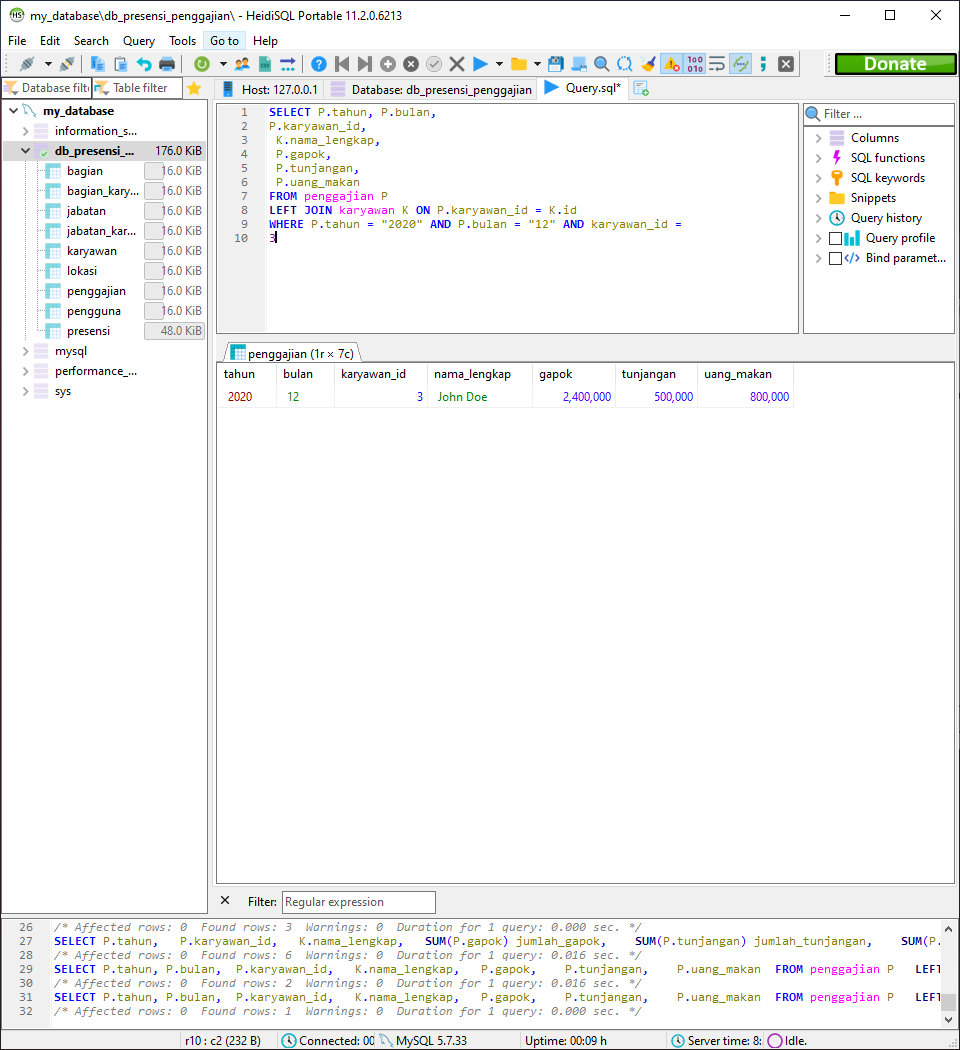 my_database\db_presensi_penggajian\ - HeidiSQL Portable 11.2.0.6213
File Edit Search Query Tools Go to Help
Donate
Database filt Table filter
Host: 127.0.0.1 Database: db_presensi_penggajian Query.sql*
my_database
information_s...
db_presensi_... 176.0 KiB
bagian 16.0 KiB
bagian_kary... 16.0 KiB
jabatan 16.0 KiB
jabatan_kar... 16.0 KiB
karyawan 16.0 KiB
lokasi 16.0 KiB
penggajian 16.0 KiB
pengguna 16.0 KiB
presensi 48.0 KiB
mysql
performance_...
sys
1 SELECT P.tahun, P.bulan,
2 P.karyawan_id,
3 K.nama_lengkap,
4 P.gapok,
5 P.tunjangan,
6 P.uang_makan
7 FROM penggajian P
8 LEFT JOIN karyawan K ON P.karyawan_id = K.id
9 WHERE P.tahun = "2020" AND P.bulan = "12" AND karyawan_id =
10 3
Filter ...
Columns
SQL functions
SQL keywords
Snippets
Query history
Query profile
Bind paramet...
penggajian (1r × 7c)
tahun bulan karyawan_id nama_lengkap gapok tunjangan uang_makan
2020 12 3 John Doe 2,400,000 500,000 800,000
Filter: Regular expression
26 /* Affected rows: 0 Found rows: 3 Warnings: 0 Duration for 1 query: 0.000 sec. */
27 SELECT P.tahun, P.karyawan_id, K.nama_lengkap, SUM(P.gapok) jumlah_gapok, SUM(P.tunjangan) jumlah_tunjangan, SUM(P.
28 /* Affected rows: 0 Found rows: 6 Warnings: 0 Duration for 1 query: 0.016 sec. */
29 SELECT P.tahun, P.bulan, P.karyawan_id, K.nama_lengkap, P.gapok, P.tunjangan, P.uang_makan FROM penggajian P LEFT
30 /* Affected rows: 0 Found rows: 2 Warnings: 0 Duration for 1 query: 0.016 sec. */
31 SELECT P.tahun, P.bulan, P.karyawan_id, K.nama_lengkap, P.gapok, P.tunjangan, P.uang_makan FROM penggajian P LEFT
32 /* Affected rows: 0 Found rows: 1 Warnings: 0 Duration for 1 query: 0.000 sec. */
r10 : c2 (232 B) Connected: 00 MySQL 5.7.33 Uptime: 00:09 h Server time: 8: Idle.